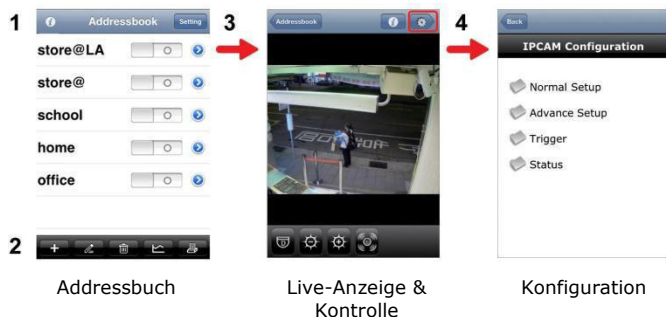 1
Addressbook
Setting
store@LA
store@
school
home
office
2
Addressbuch
3
Addressbook
Live-Anzeige &
Kontrolle
4
Back
IPCAM Configuration
Normal Setup
Advance Setup
Trigger
Status
Konfiguration